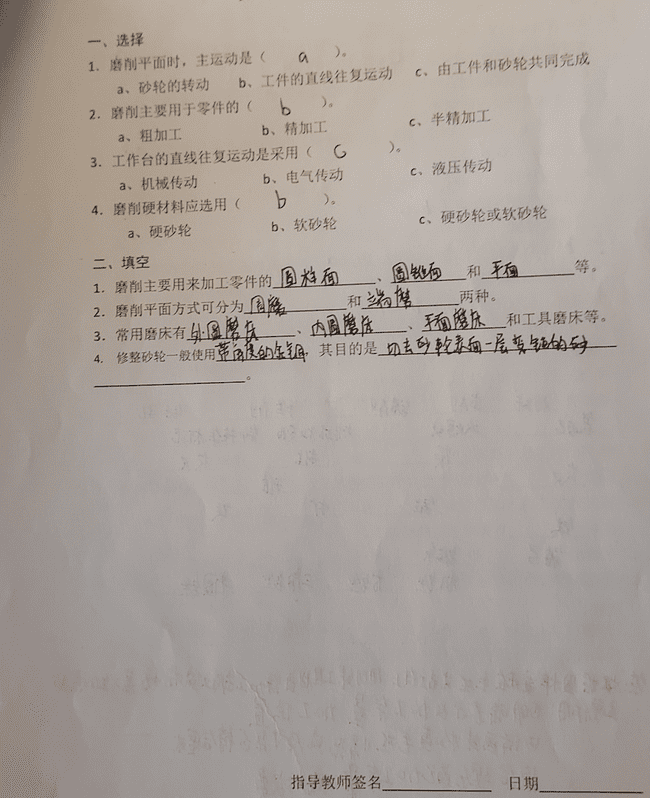 一、选择
1. 磨削平面时，主运动是（ a ）。
a、砂轮的转动 b、工件的直线往复运动 c、由工件和砂轮共同完成
2. 磨削主要用于零件的（ b ）。
a、粗加工 b、精加工 c、半精加工
3. 工作台的直线往复运动是采用（ c ）。
a、机械传动 b、电气传动 c、液压传动
4. 磨削硬材料应选用（ b ）。
a、硬砂轮 b、软砂轮 c、硬砂轮或软砂轮
二、填空
1. 磨削主要用来加工零件的 圆柱面 、 圆锥面 和 平面 等。
2. 磨削平面方式可分为 周磨 和 端磨 两种。
3. 常用磨床有 外圆磨床 、 内圆磨床 、 平面磨床 和工具磨床等。
4. 修整砂轮一般使用 的金 ，其目的是 切去砂轮表面一层变钝的砂
。
指导教师签名 日期